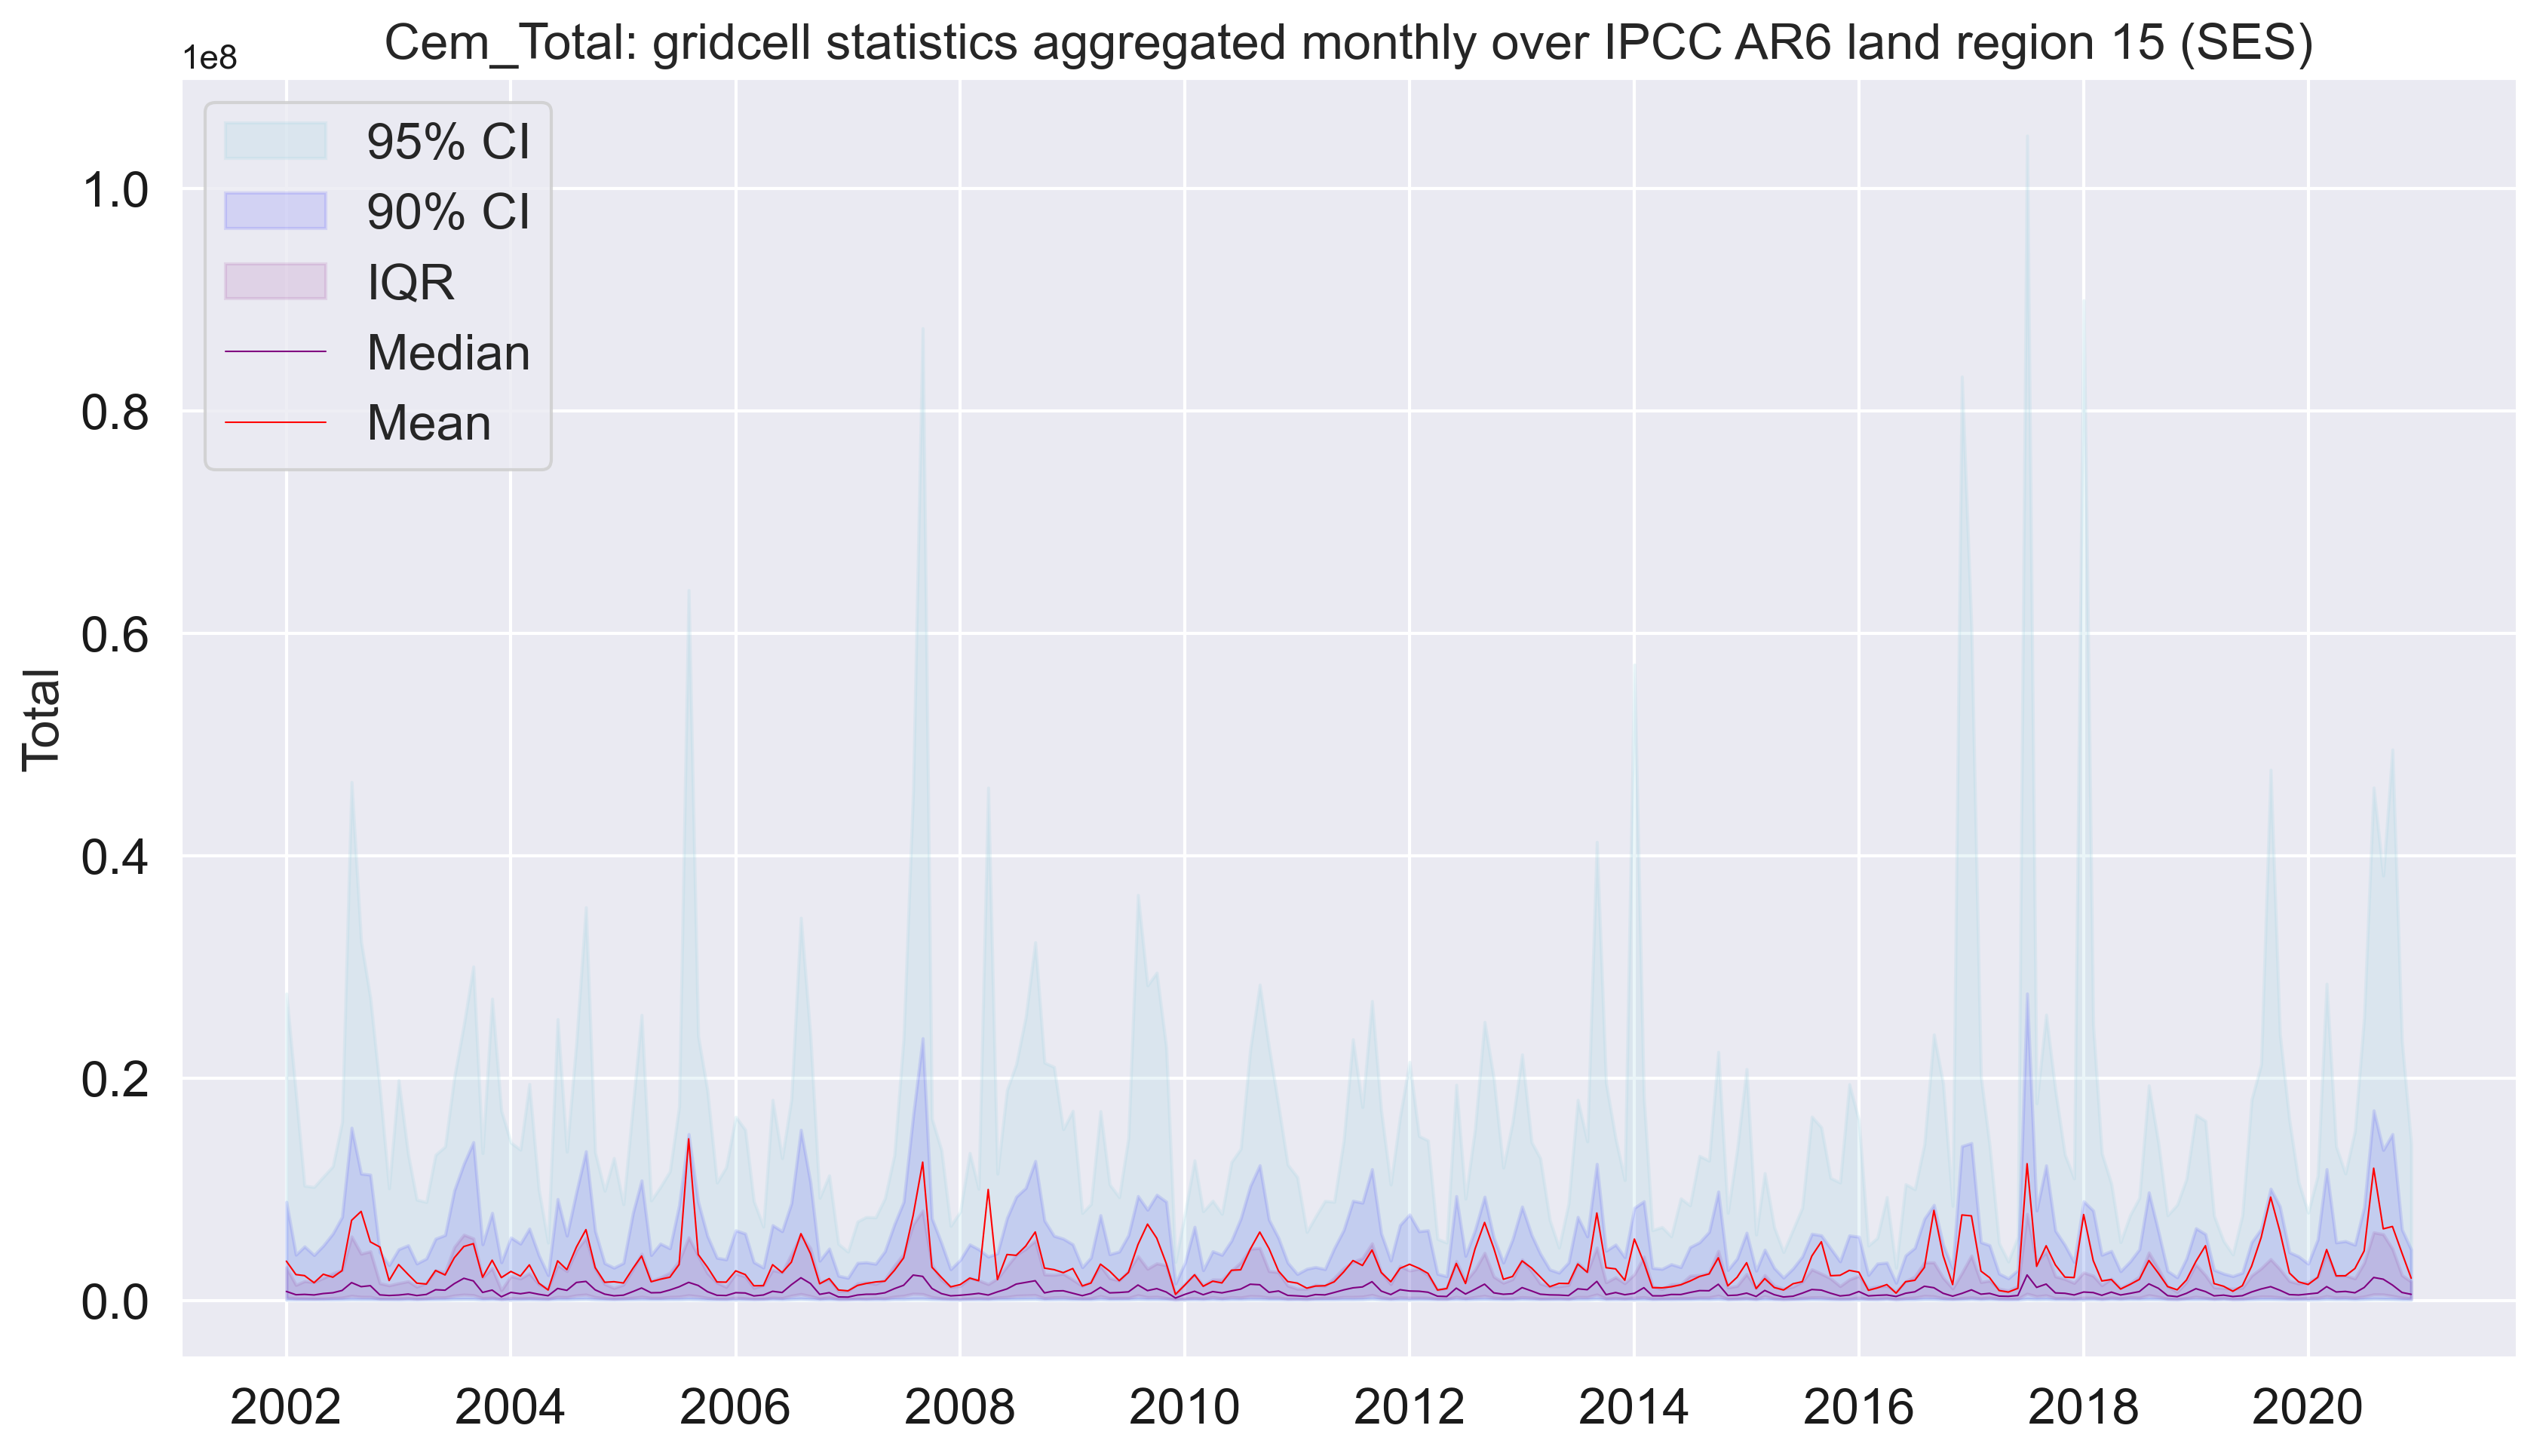 Cem_Total: gridcell statistics aggregated monthly over IPCC AR6 land region 15 (SES)
1e8
95% CI
90% CI
IQR
Median
Mean
1.0
0.8
0.6
0.4
0.2
0.0
Total
2002 2004 2006 2008 2010 2012 2014 2016 2018 2020